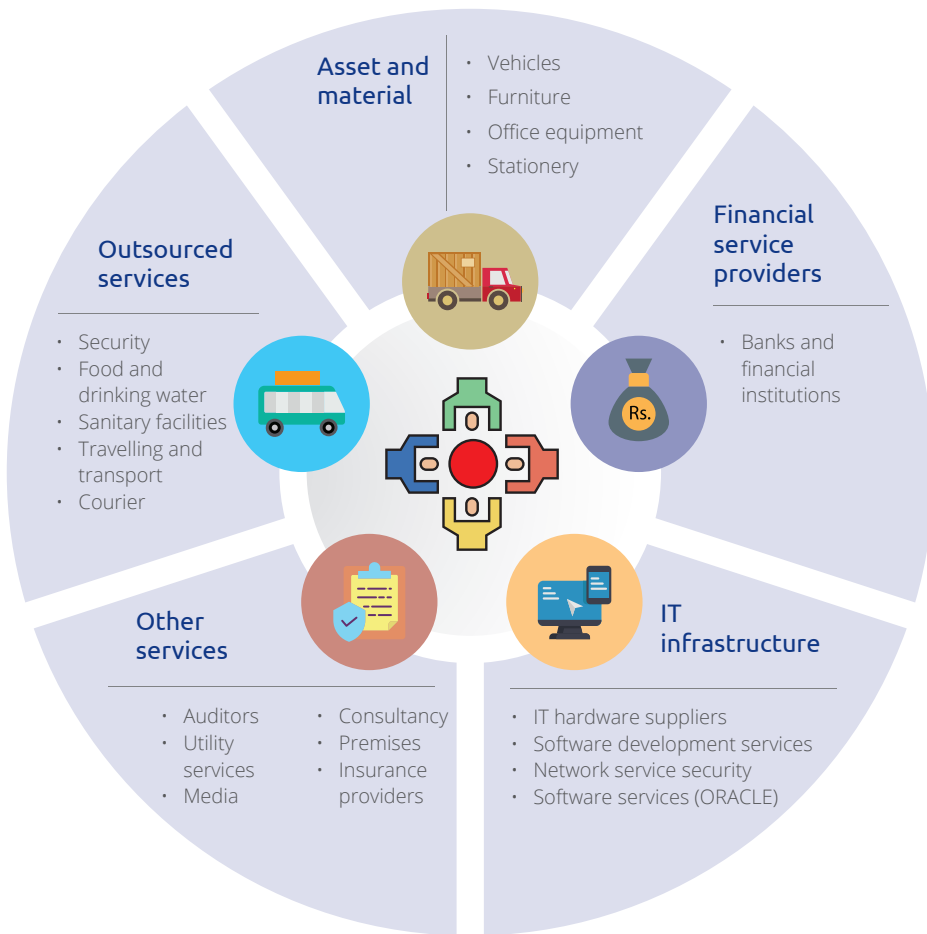 Asset and
material
• Vehicles
• Furniture
• Office equipment
• Stationery
Financial
service
providers
• Banks and
financial
institutions
Rs.
IT
infrastructure
• IT hardware suppliers
• Software development services
• Network service security
• Software services (ORACLE)
Other
services
• Auditors
• Utility
services
• Media
• Consultancy
• Premises
• Insurance
providers
Outsourced
services
• Security
• Food and
drinking water
• Sanitary facilities
• Travelling and
transport
• Courier